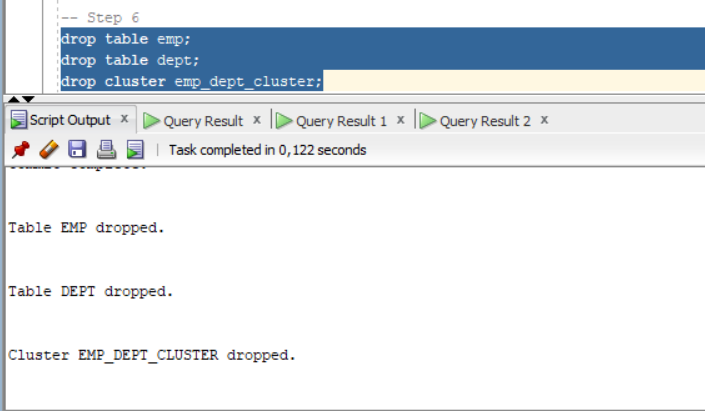 -- Step 6
drop table emp;
drop table dept;
drop cluster emp_dept_cluster;
Script Output x Query Result x Query Result 1 x Query Result 2 x
Task completed in 0,122 seconds
Table EMP dropped.
Table DEPT dropped.
Cluster EMP_DEPT_CLUSTER dropped.